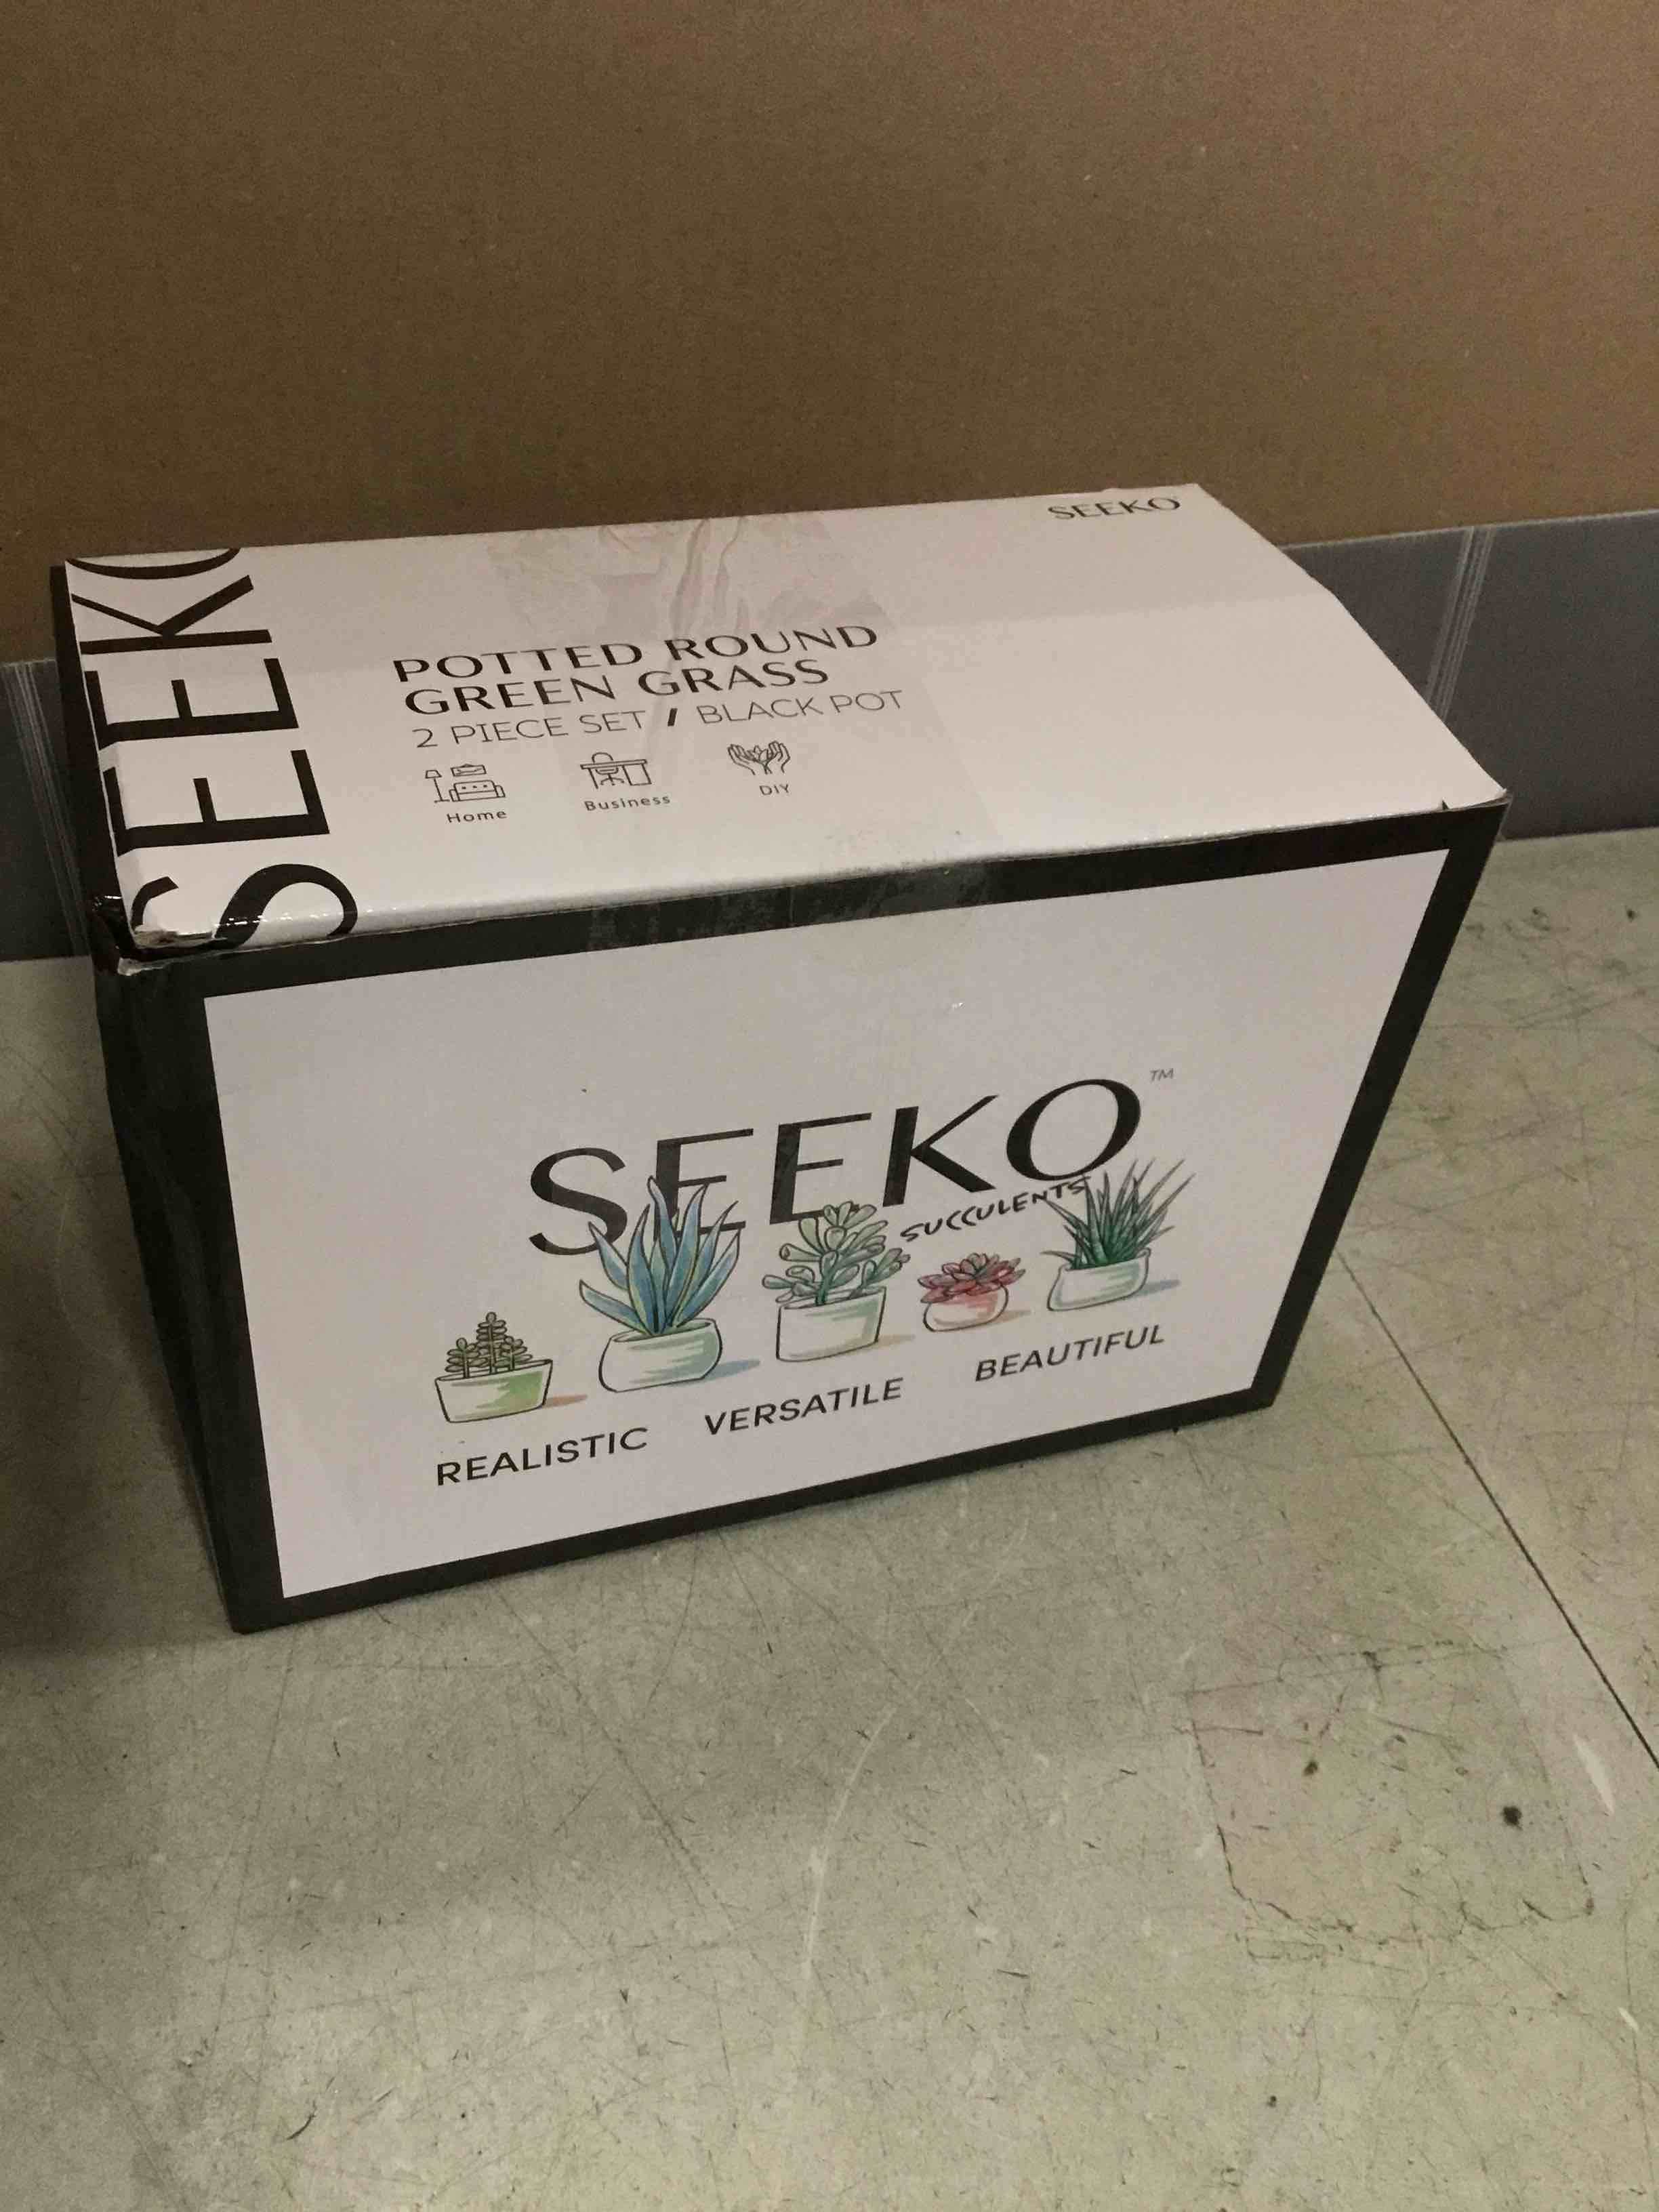 SEEKO
SEEKO
POTTED ROUND
GREEN GRASS
2 PIECE SET / BLACK POT
Home Business DIY
SEEKO™
SUCCULENTS
REALISTIC VERSATILE BEAUTIFUL